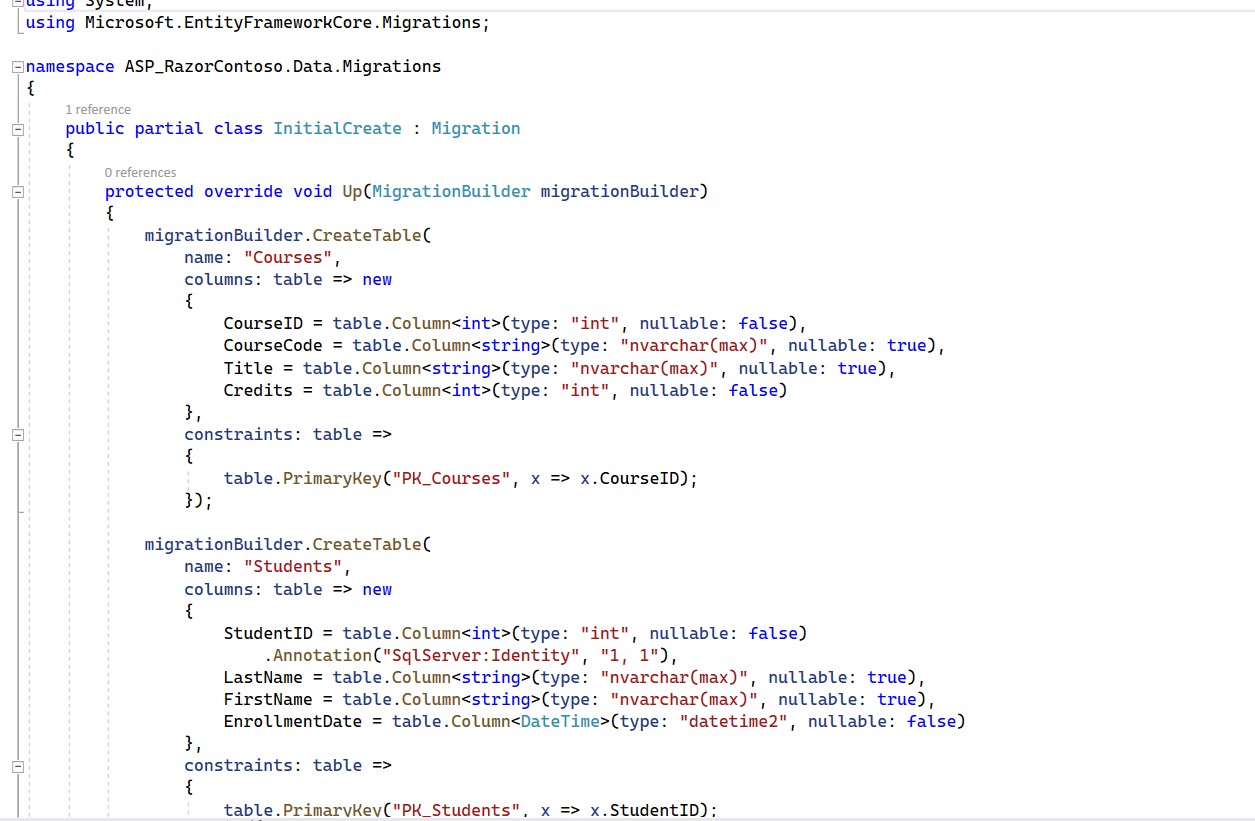 using System;
using Microsoft.EntityFrameworkCore.Migrations;
namespace ASP_RazorContoso.Data.Migrations
{
1 reference
public partial class InitialCreate : Migration
{
0 references
protected override void Up(MigrationBuilder migrationBuilder)
{
migrationBuilder.CreateTable(
name: "Courses",
columns: table => new
{
CourseID = table.Column<int>(type: "int", nullable: false),
CourseCode = table.Column<string>(type: "nvarchar(max)", nullable: true),
Title = table.Column<string>(type: "nvarchar(max)", nullable: true),
Credits = table.Column<int>(type: "int", nullable: false)
},
constraints: table =>
{
table.PrimaryKey("PK_Courses", x => x.CourseID);
});
migrationBuilder.CreateTable(
name: "Students",
columns: table => new
{
StudentID = table.Column<int>(type: "int", nullable: false)
.Annotation("SqlServer:Identity", "1, 1"),
LastName = table.Column<string>(type: "nvarchar(max)", nullable: true),
FirstName = table.Column<string>(type: "nvarchar(max)", nullable: true),
EnrollmentDate = table.Column<DateTime>(type: "datetime2", nullable: false)
},
constraints: table =>
{
table.PrimaryKey("PK_Students", x => x.StudentID);